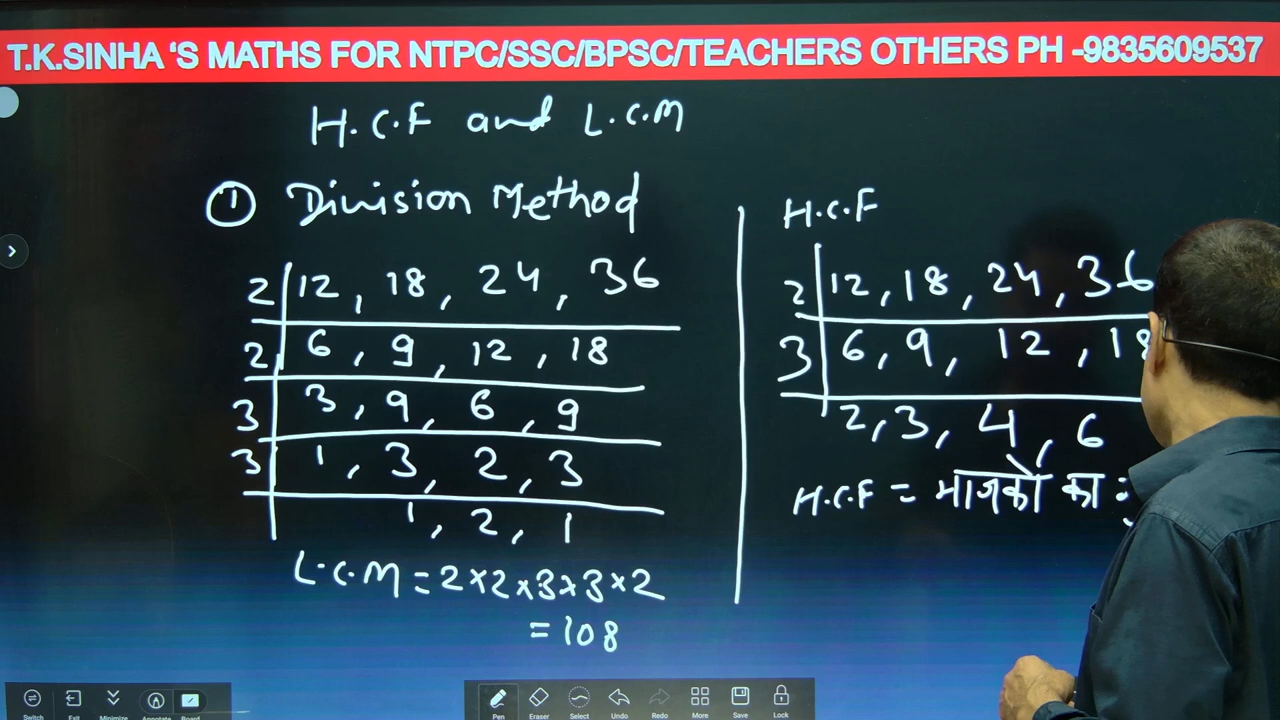 T.K.SINHA 'S MATHS FOR NTPC/SSC/BPSC/TEACHERS OTHERS PH -9835609537
H.C.F and L.C.M
① Division Method
2 | 12, 18, 24, 36
2 | 6, 9, 12, 18
3 | 3, 9, 6, 9
3 | 1, 3, 2, 3
1, 2, 1
L.C.M = 2×2×3×3×2
= 108
H.C.F
2 | 12, 18, 24, 36
3 | 6, 9, 12, 18
2, 3, 4, 6
H.C.F = भाजकों का
Switch Exit Minimize Annotate Board
Pen Eraser Select Undo Redo More Save Lock